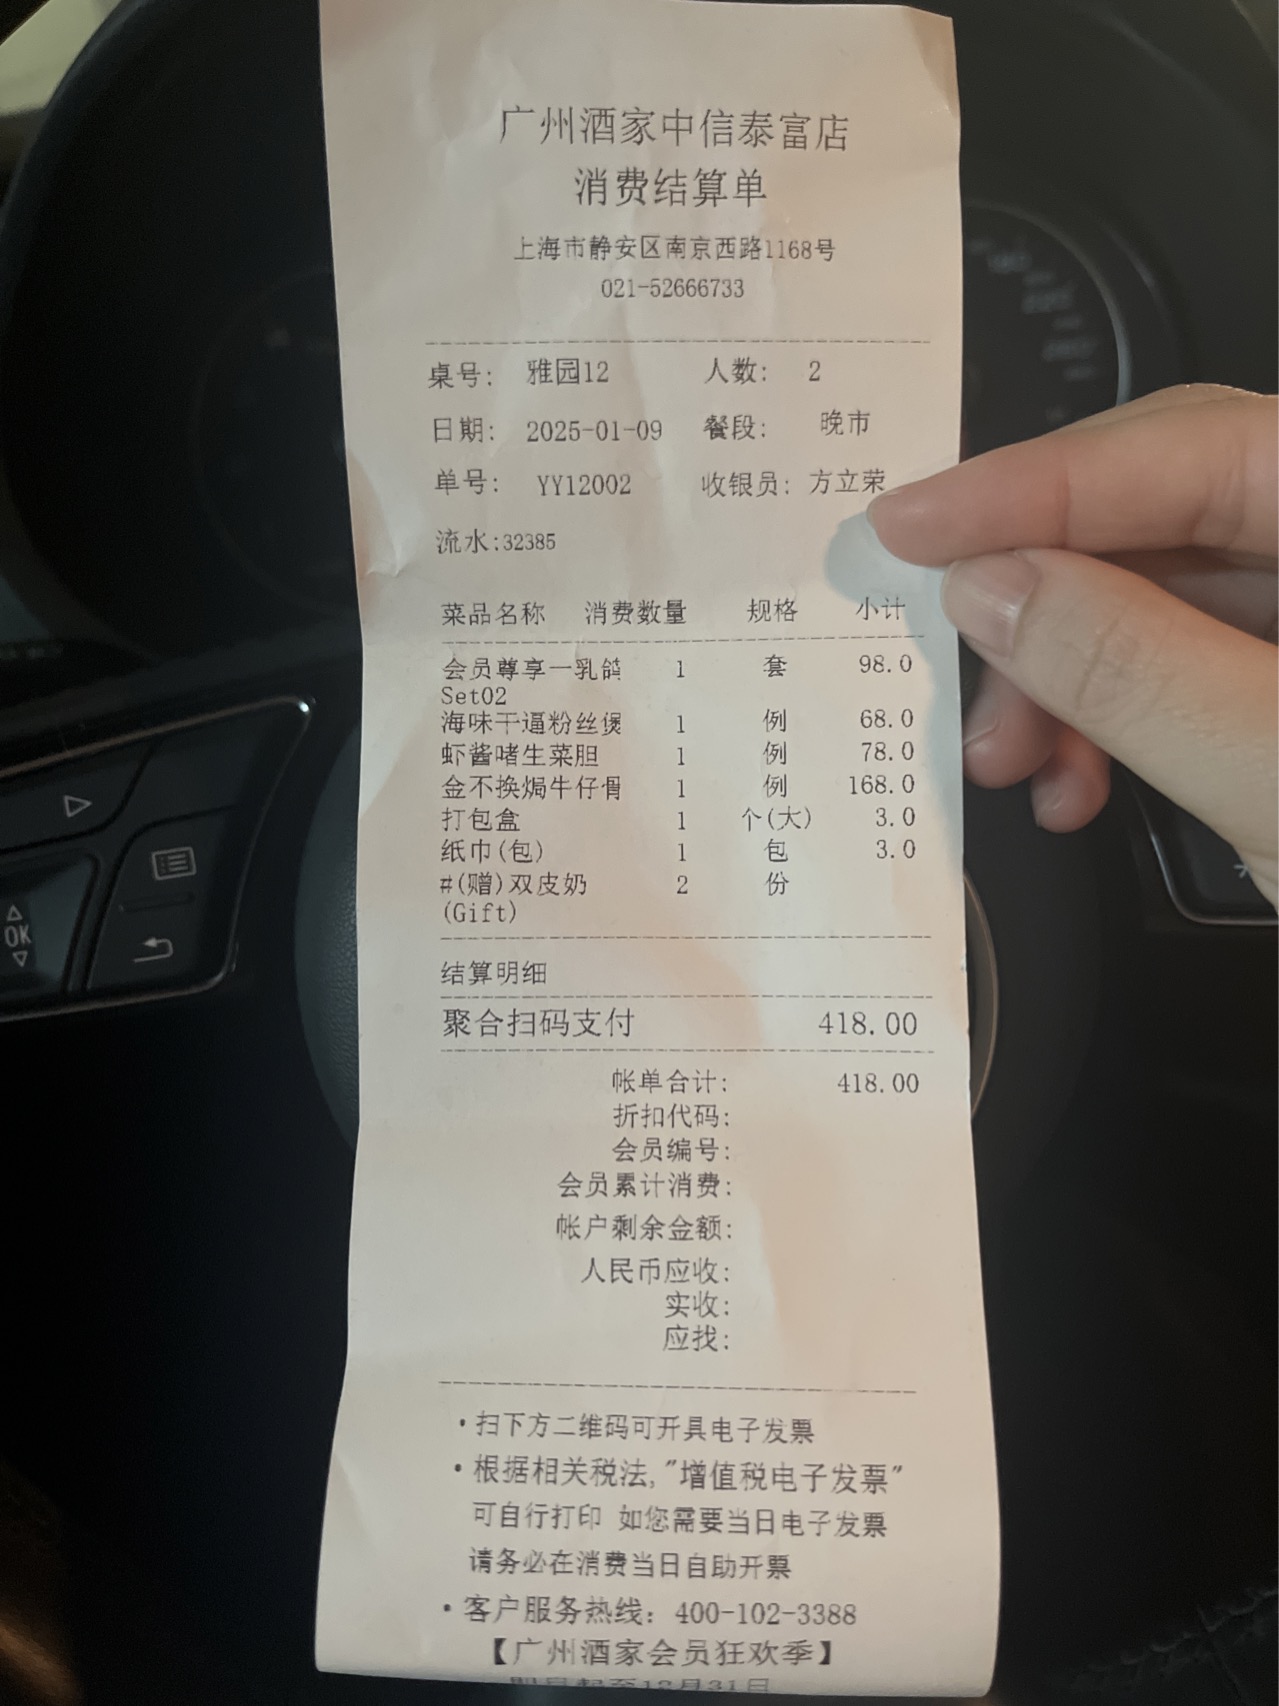 广州酒家中信泰富店
消费结算单
上海市静安区南京西路1168号
021-52666733
桌号: 雅园12 人数: 2
日期: 2025-01-09 餐段: 晚市
单号: YY12002 收银员: 方立荣
流水:32385
菜品名称 消费数量 规格 小计
会员尊享一乳鸽 1 套 98.0
Set02
海味干逼粉丝煲 1 例 68.0
虾酱啫生菜胆 1 例 78.0
金不换焗牛仔骨 1 例 168.0
打包盒 1 个(大) 3.0
纸巾(包) 1 包 3.0
#(赠)双皮奶 2 份
(Gift)
结算明细
聚合扫码支付 418.00
帐单合计: 418.00
折扣代码:
会员编号:
会员累计消费:
帐户剩余金额:
人民币应收:
实收:
应找:
·扫下方二维码可开具电子发票
·根据相关税法,"增值税电子发票"
可自行打印 如您需要当日电子发票
请务必在消费当日自助开票
·客户服务热线: 400-102-3388
【广州酒家会员狂欢季】
即日起至12月31日
OK